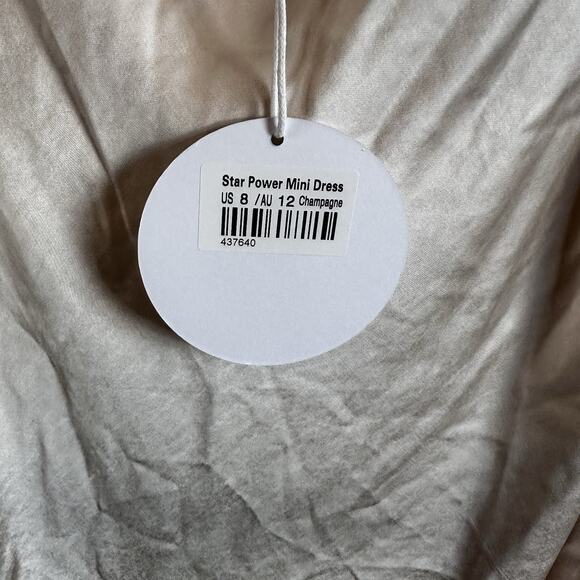 Star Power Mini Dress
US 8 /AU 12 Champagne
437640